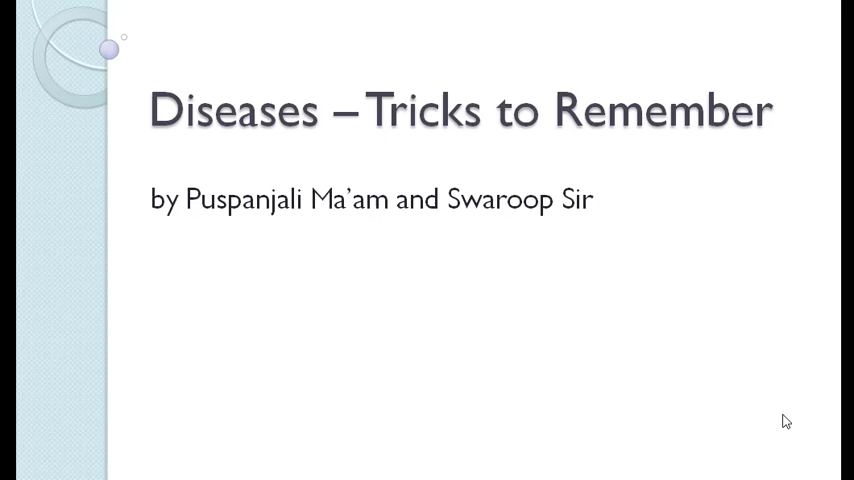 Diseases – Tricks to Remember
by Puspanjali Ma’am and Swaroop Sir